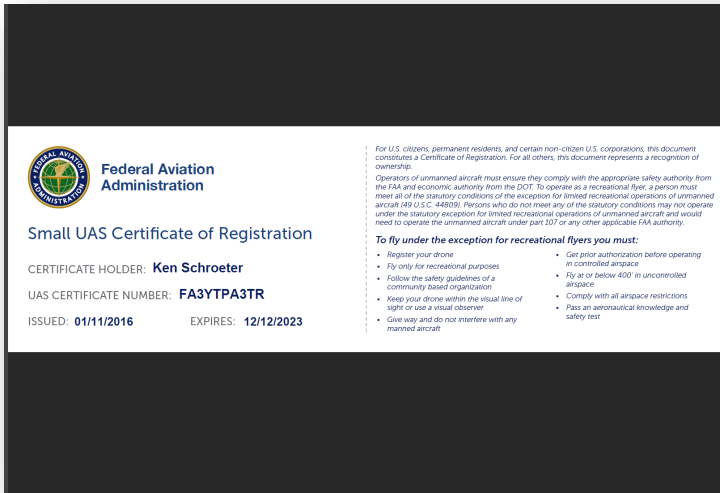 FEDERAL AVIATION
ADMINISTRATION
Federal Aviation
Administration
Small UAS Certificate of Registration
CERTIFICATE HOLDER: Ken Schroeter
UAS CERTIFICATE NUMBER: FA3YTPA3TR
ISSUED: 01/11/2016 EXPIRES: 12/12/2023
For U.S. citizens, permanent residents, and certain non-citizen U.S. corporations, this document
constitutes a Certificate of Registration. For all others, this document represents a recognition of
ownership.
Operators of unmanned aircraft must ensure they comply with the appropriate safety authority from
the FAA and economic authority from the DOT. To operate as a recreational flyer, a person must
meet all of the statutory conditions of the exception for limited recreational operations of unmanned
aircraft (49 U.S.C. 44809). Persons who do not meet any of the statutory conditions may not operate
under the statutory exception for limited recreational operations of unmanned aircraft and would
need to operate the unmanned aircraft under part 107 or any other applicable FAA authority.
To fly under the exception for recreational flyers you must:
• Register your drone
• Fly only for recreational purposes
• Follow the safety guidelines of a
community based organization
• Keep your drone within the visual line of
sight or use a visual observer
• Give way and do not interfere with any
manned aircraft
• Get prior authorization before operating
in controlled airspace
• Fly at or below 400' in uncontrolled
airspace
• Comply with all airspace restrictions
• Pass an aeronautical knowledge and
safety test